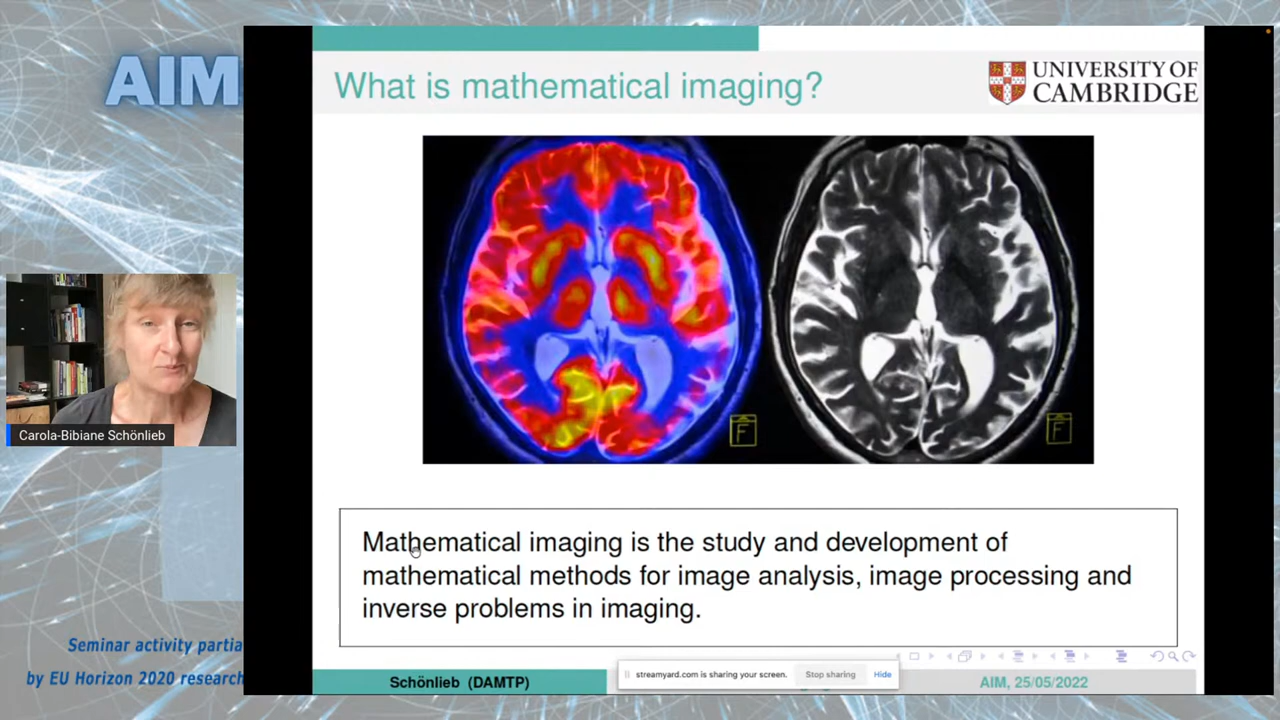 AIM
What is mathematical imaging?
UNIVERSITY OF
CAMBRIDGE
F
F
Carola-Bibiane Schönlieb
Mathematical imaging is the study and development of
mathematical methods for image analysis, image processing and
inverse problems in imaging.
Seminar activity partia
by EU Horizon 2020 research
streamyard.com is sharing your screen.
Stop sharing
Hide
Schönlieb (DAMTP)
AIM, 25/05/2022